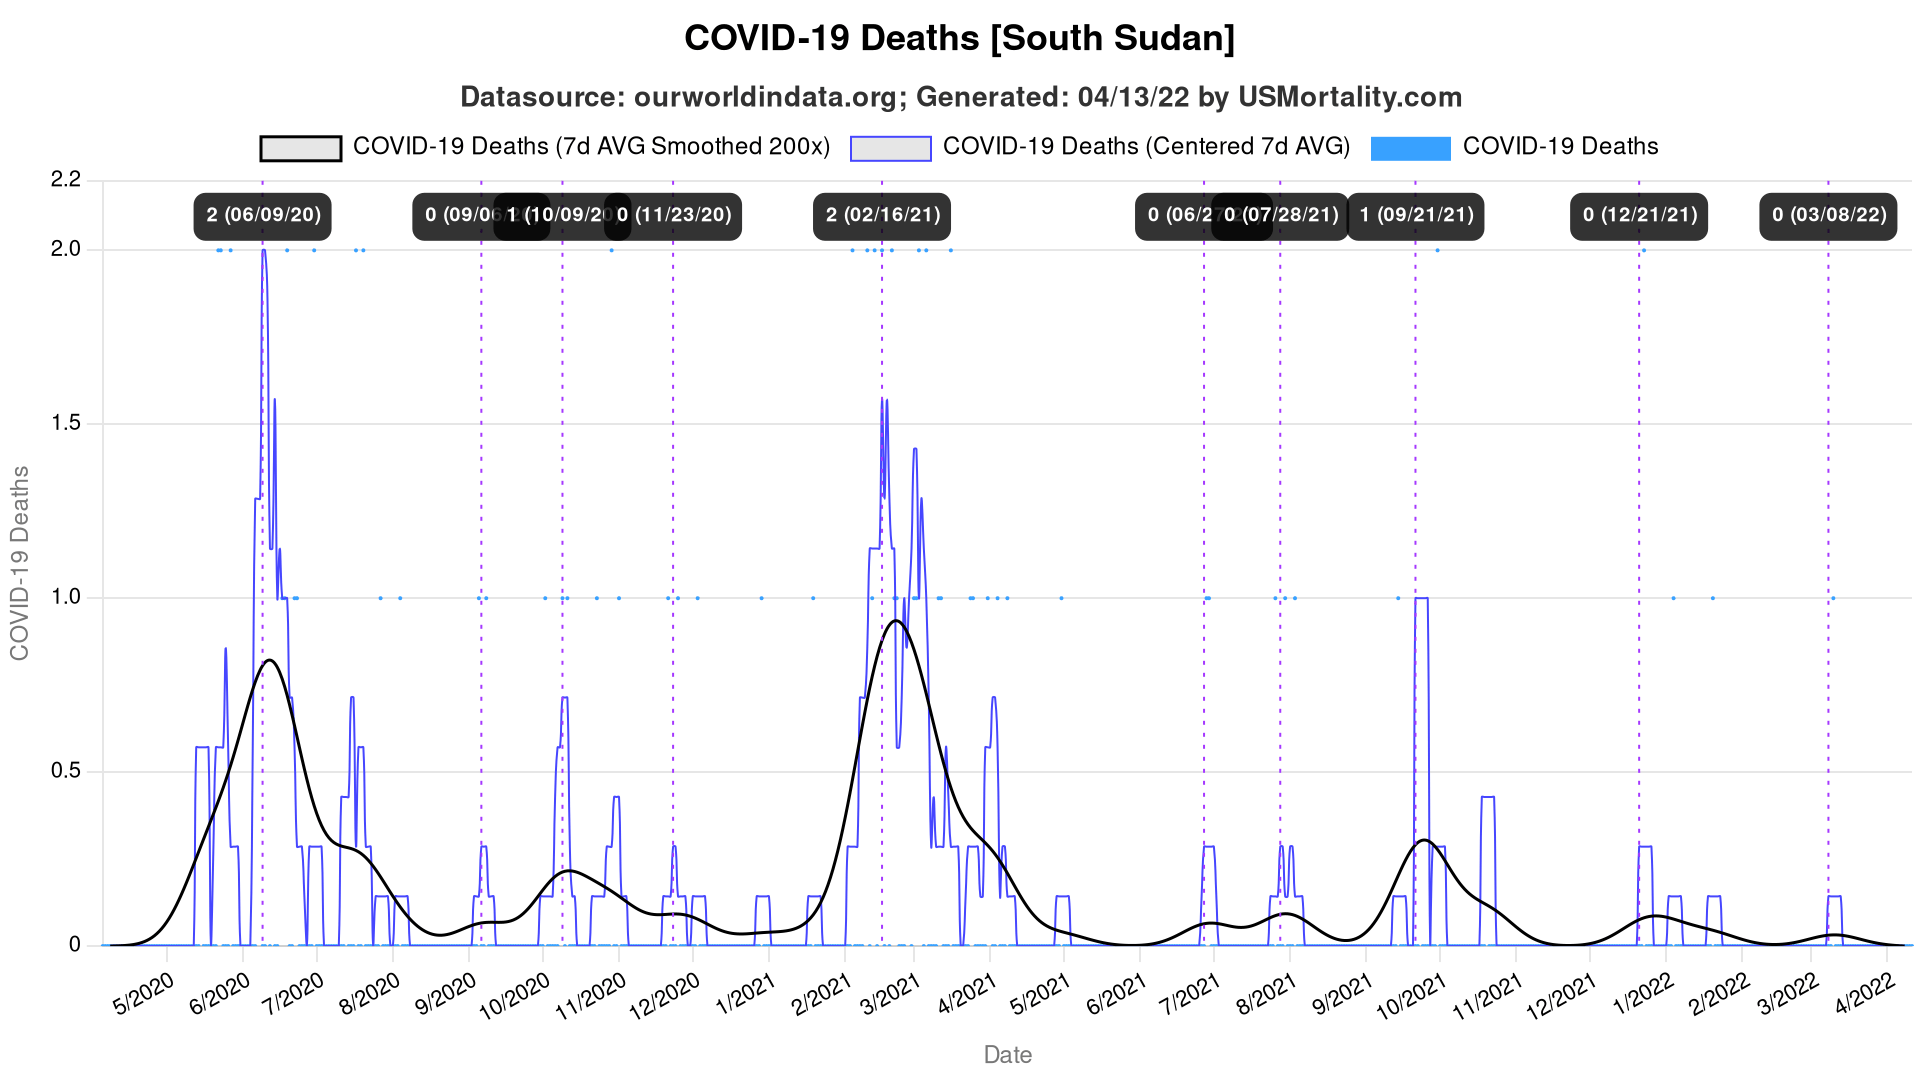 COVID-19 Deaths [South Sudan]
Datasource: ourworldindata.org; Generated: 04/13/22 by USMortality.com
COVID-19 Deaths (7d AVG Smoothed 200x) COVID-19 Deaths (Centered 7d AVG) COVID-19 Deaths
2.2
2 (06/09/20) 0 (09/06 1 (10/09/20) 0 (11/23/20) 2 (02/16/21) 0 (06/2 0 (07/28/21) 1 (09/21/21) 0 (12/21/21) 0 (03/08/22)
2.0
1.5
1.0
0.5
0
COVID-19 Deaths
5/2020 6/2020 7/2020 8/2020 9/2020 10/2020 11/2020 12/2020 1/2021 2/2021 3/2021 4/2021 5/2021 6/2021 7/2021 8/2021 9/2021 10/2021 11/2021 12/2021 1/2022 2/2022 3/2022 4/2022
Date